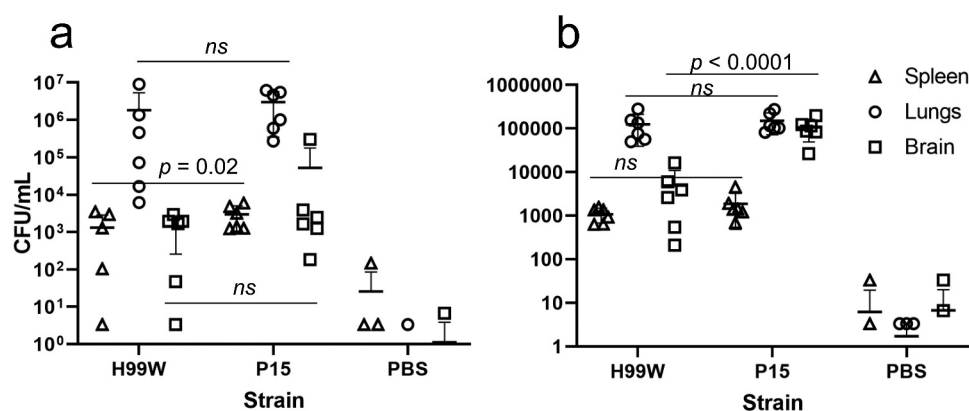 a
CFU/mL
10⁷
10⁶
10⁵
10⁴
10³
10²
10¹
10⁰
ns
p = 0.02
ns
H99W
P15
PBS
Strain
b
1000000
100000
10000
1000
100
10
1
p < 0.0001
ns
ns
H99W
P15
PBS
Strain
Spleen
Lungs
Brain